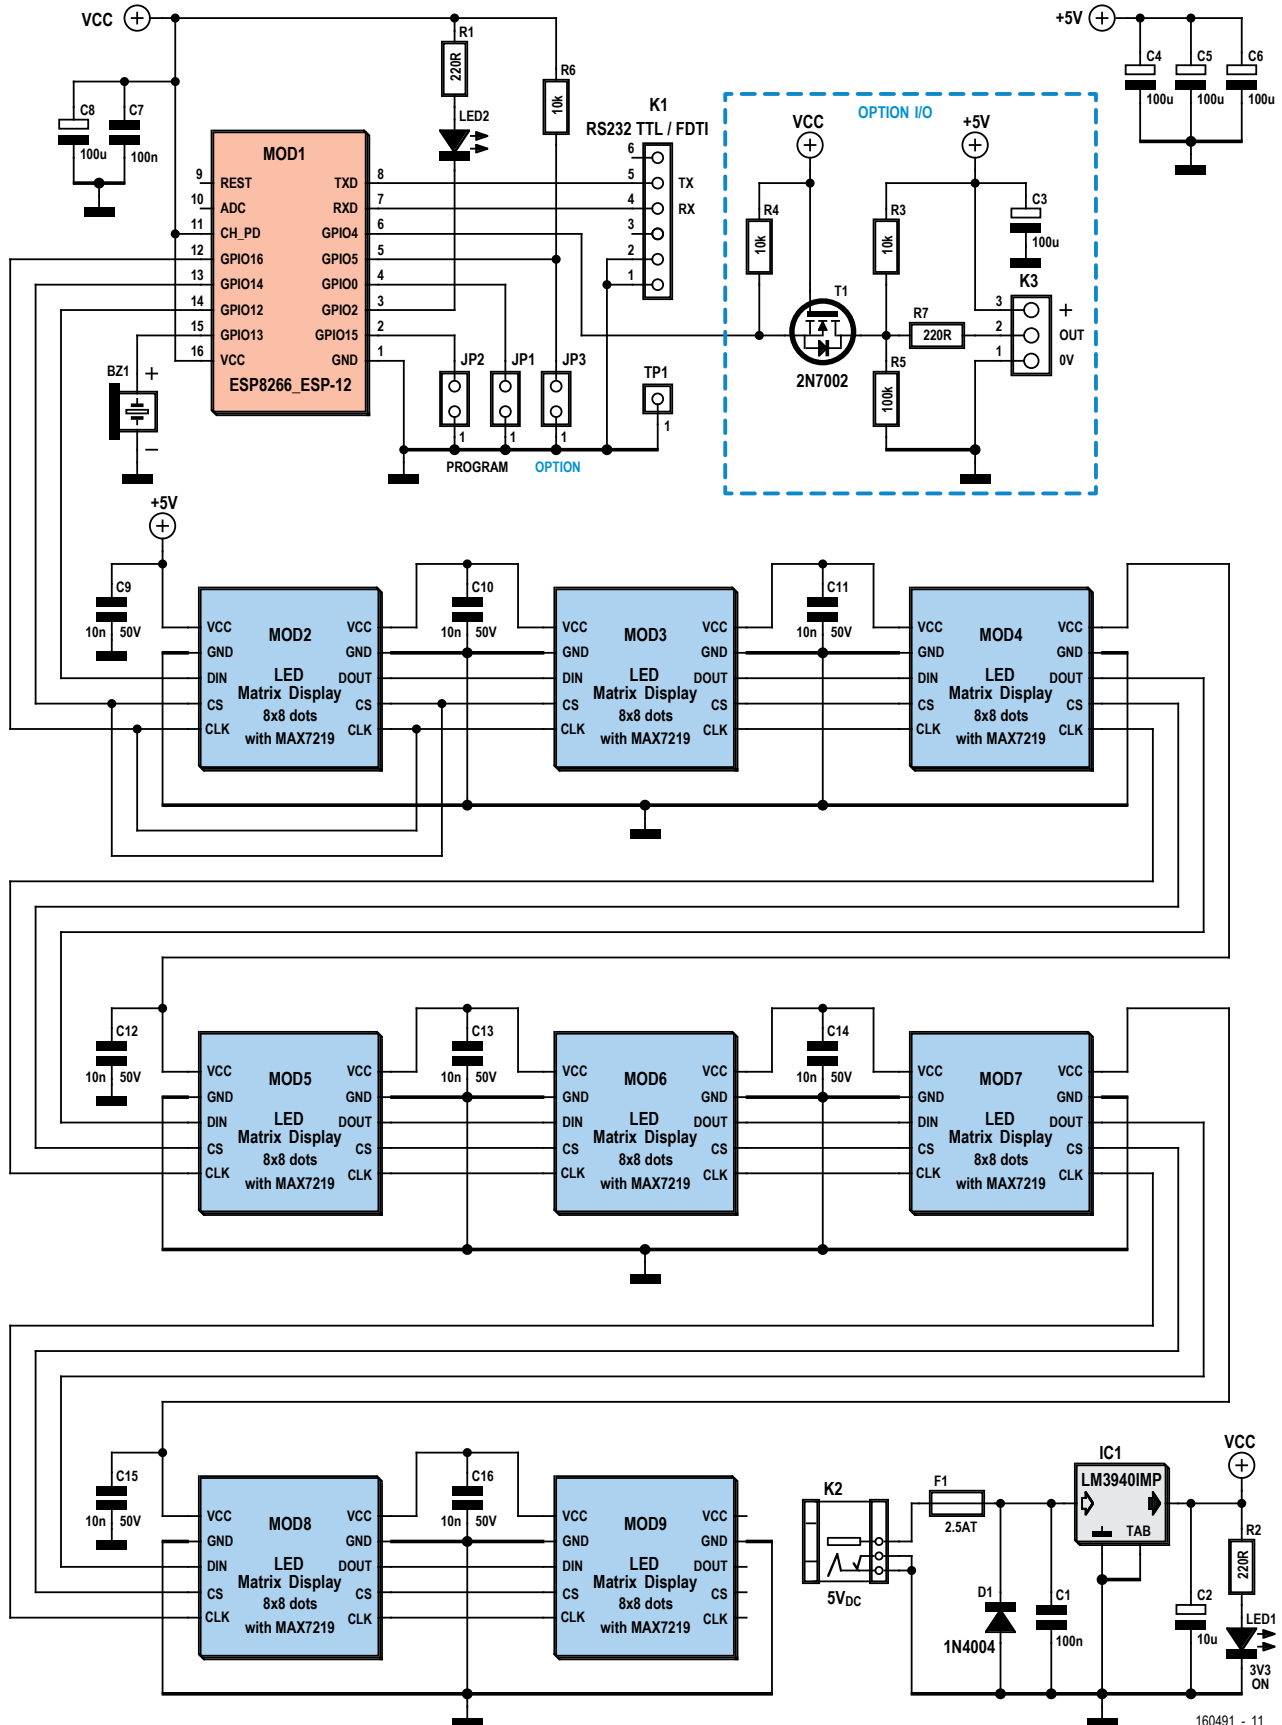 VCC
+5V
R1
220R
R6
10k
C4
100u
C5
100u
C6
100u
C8
100u
C7
100n
LED2
K1
RS232 TTL / FDTI
6
5 TX
4 RX
3
2
1
MOD1
9 REST
10 ADC
11 CH_PD
12 GPIO16
13 GPIO14
14 GPIO12
15 GPIO13
16 VCC
TXD 8
RXD 7
GPIO4 6
GPIO5 5
GPIO0 4
GPIO2 3
GPIO15 2
GND 1
ESP8266_ESP-12
BZ1
+
–
JP2
1
JP1
1
JP3
1
TP1
1
PROGRAM
OPTION
OPTION I/O
VCC
+5V
R4
10k
R3
10k
C3
100u
T1
2N7002
R7
220R
R5
100k
K3
3 +
2 OUT
1 0V
+5V
C9
10n 50V
C10
10n 50V
C11
10n 50V
MOD2
LED
Matrix Display
8x8 dots
with MAX7219
VCC
GND
DIN
CS
CLK
VCC
GND
DOUT
CS
CLK
MOD3
LED
Matrix Display
8x8 dots
with MAX7219
VCC
GND
DIN
CS
CLK
VCC
GND
DOUT
CS
CLK
MOD4
LED
Matrix Display
8x8 dots
with MAX7219
VCC
GND
DIN
CS
CLK
VCC
GND
DOUT
CS
CLK
C12
10n 50V
C13
10n 50V
C14
10n 50V
MOD5
LED
Matrix Display
8x8 dots
with MAX7219
VCC
GND
DIN
CS
CLK
VCC
GND
DOUT
CS
CLK
MOD6
LED
Matrix Display
8x8 dots
with MAX7219
VCC
GND
DIN
CS
CLK
VCC
GND
DOUT
CS
CLK
MOD7
LED
Matrix Display
8x8 dots
with MAX7219
VCC
GND
DIN
CS
CLK
VCC
GND
DOUT
CS
CLK
C15
10n 50V
C16
10n 50V
MOD8
LED
Matrix Display
8x8 dots
with MAX7219
VCC
GND
DIN
CS
CLK
VCC
GND
DOUT
CS
CLK
MOD9
LED
Matrix Display
8x8 dots
with MAX7219
VCC
GND
DIN
CS
CLK
VCC
GND
DOUT
CS
CLK
K2
5VDC
F1
2.5AT
D1
1N4004
C1
100n
IC1
LM3940IMP
TAB
VCC
R2
220R
C2
10u
LED1
3V3
ON
160491 - 11